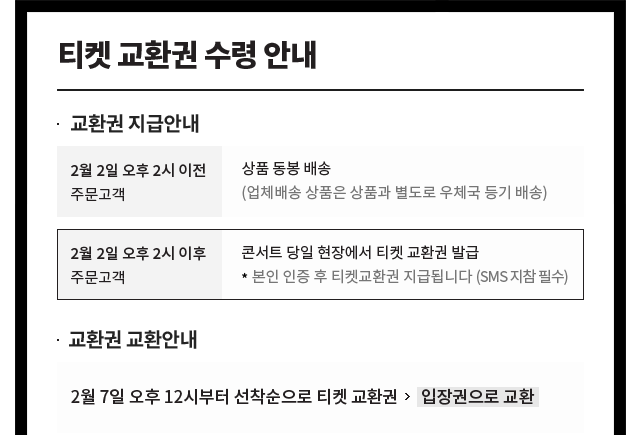 티켓 교환권 수령 안내
· 교환권 지급안내
2월 2일 오후 2시 이전
주문고객
상품 동봉 배송
(업체배송 상품은 상품과 별도로 우체국 등기 배송)
2월 2일 오후 2시 이후
주문고객
콘서트 당일 현장에서 티켓 교환권 발급
* 본인 인증 후 티켓교환권 지급됩니다 (SMS 지참 필수)
· 교환권 교환안내
2월 7일 오후 12시부터 선착순으로 티켓 교환권 > 입장권으로 교환